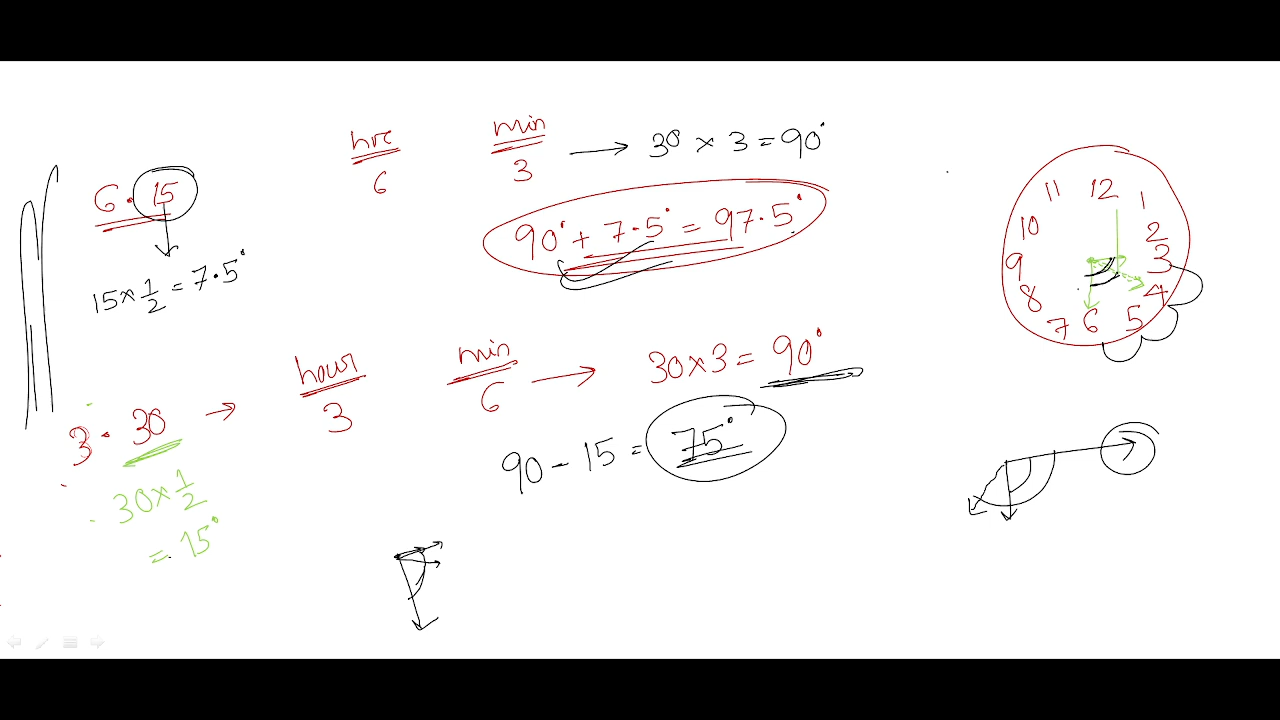 hre min
6 3 → 30 × 3 = 90°
6.15
90° + 7.5° = 97.5°
15 × 1/2 = 7.5°
hour min
3 6 → 30 × 3 = 90°
3.30 →
90 - 15 = 75°
30 × 1/2
= 15°
12
11 1
10 2
9 3
8 4
7 6 5